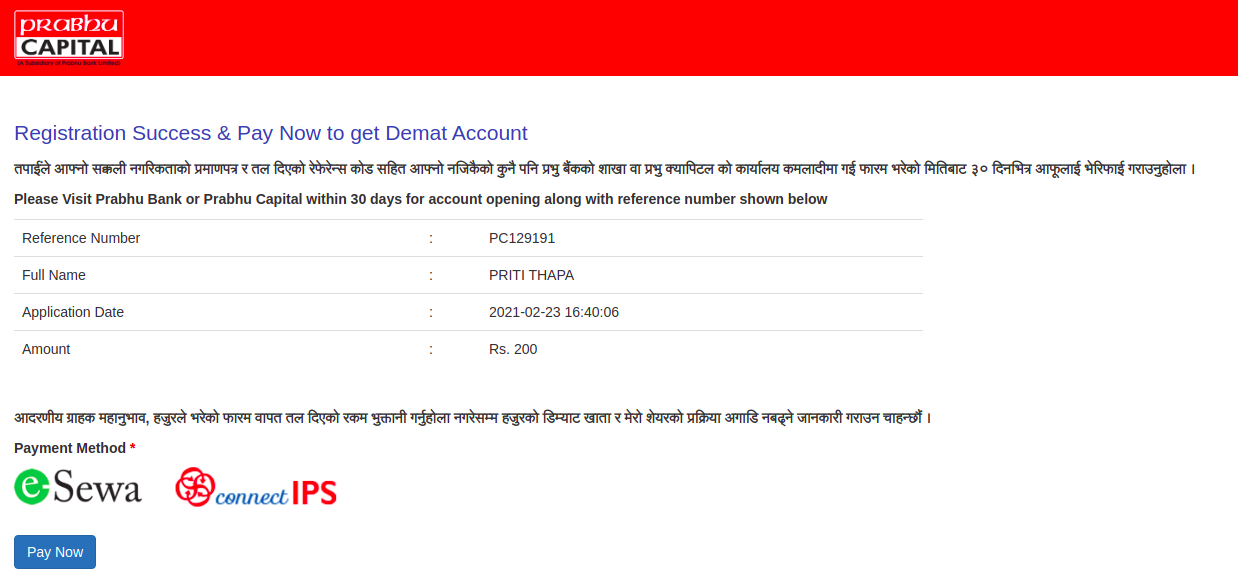 PRABHU
CAPITAL
(A Subsidiary of Prabhu Bank Limited)
Registration Success & Pay Now to get Demat Account
तपाईंले आफ्नो सक्कली नगरिकताको प्रमाणपत्र र तल दिएको रेफेरेन्स कोड सहित आफ्नो नजिकैको कुनै पनि प्रभु बैंकको शाखा वा प्रभु क्यापिटल को कार्यालय कमलादीमा गई फारम भरेको मितिबाट ३० दिनभित्र आफूलाई भेरिफाई गराउनुहोला ।
Please Visit Prabhu Bank or Prabhu Capital within 30 days for account opening along with reference number shown below
Reference Number : PC129191
Full Name : PRITI THAPA
Application Date : 2021-02-23 16:40:06
Amount : Rs. 200
आदरणीय ग्राहक महानुभाव, हजुरले भरेको फारम वापत तल दिएको रकम भुक्तानी गर्नुहोला नगरेसम्म हजुरको डिम्याट खाता र मेरो शेयरको प्रक्रिया अगाडि नबढ्ने जानकारी गराउन चाहन्छौं ।
Payment Method *
e-Sewa connect IPS
Pay Now